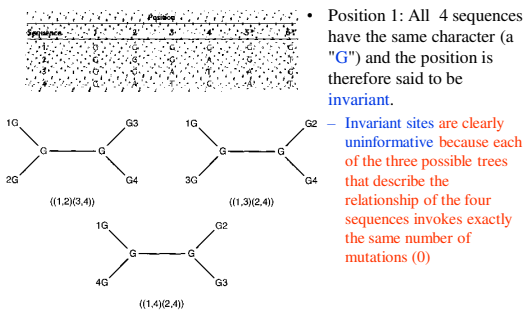 Position
Sequence 1 2 3 4 5* 6*
1G G3
G G
2G G4
((1,2)(3,4))
1G G2
G G
3G G4
((1,3)(2,4))
1G G2
G G
4G G3
((1,4)(2,4))
• Position 1: All 4 sequences
have the same character (a
"G") and the position is
therefore said to be
invariant.
– Invariant sites are clearly
uninformative because each
of the three possible trees
that describe the
relationship of the four
sequences invokes exactly
the same number of
mutations (0)